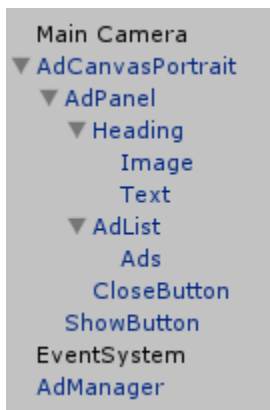 Main Camera
AdCanvasPortrait
AdPanel
Heading
Image
Text
AdList
Ads
CloseButton
ShowButton
EventSystem
AdManager